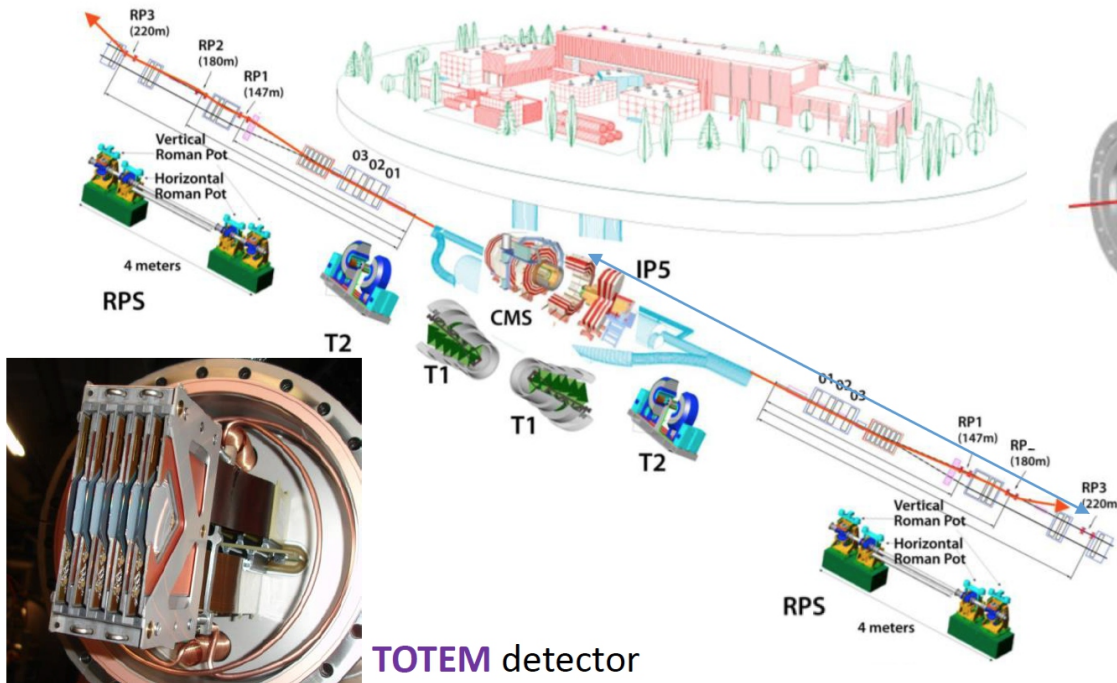 RP3
(220m)
RP2
(180m)
RP1
(147m)
Vertical
Roman Pot
Horizontal
Roman Pot
03
02
01
4 meters
RPS
T2
T1
CMS
IP5
T1
T2
01
02
03
RP1
(147m)
RP_
(180m)
RP3
(220m
Vertical
Roman Pot
Horizontal
Roman Pot
4 meters
RPS
TOTEM detector